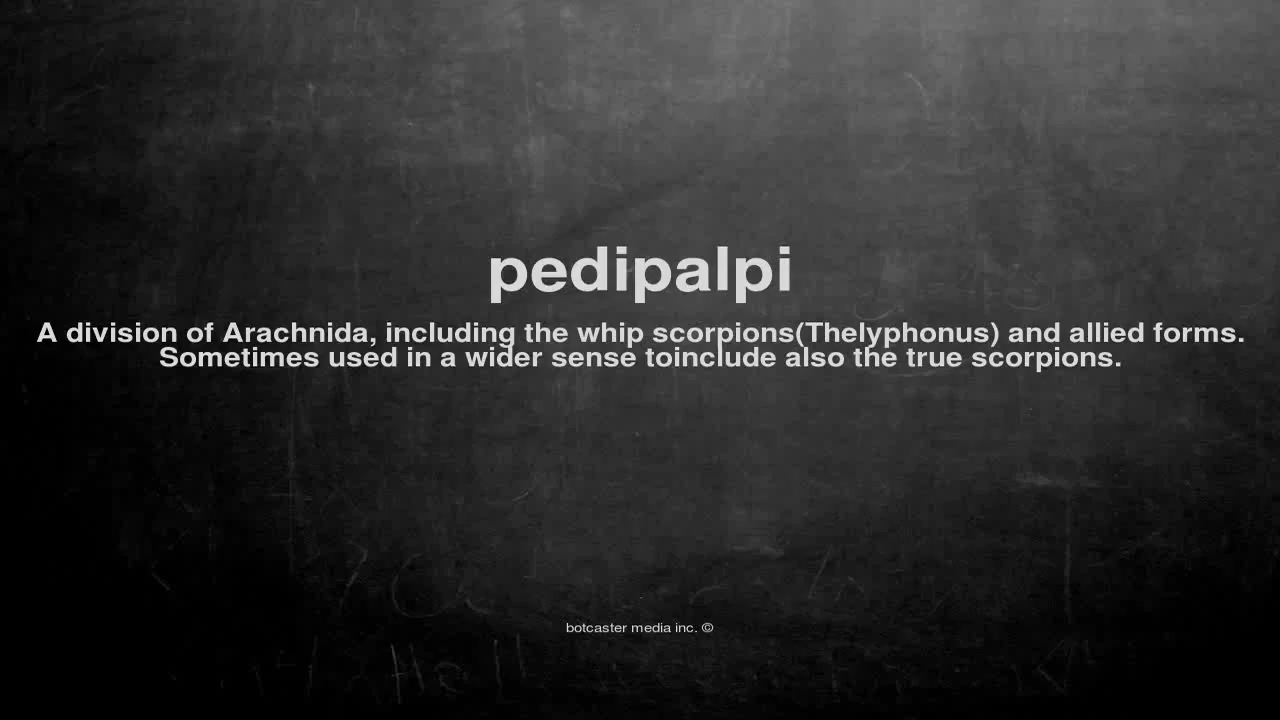 pedipalpi
A division of Arachnida, including the whip scorpions(Thelyphonus) and allied forms.
Sometimes used in a wider sense toinclude also the true scorpions.
botcaster media inc. ©